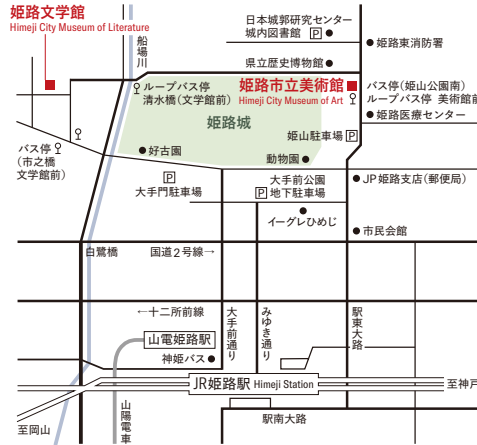 姫路文学館
Himeji City Museum of Literature
船場川
日本城郭研究センター
城内図書館 P
姫路東消防署
県立歴史博物館
ループバス停
清水橋(文学館前)
姫路市立美術館
Himeji City Museum of Art
バス停(姫山公園南)
ループバス停 美術館前
姫路医療センター
姫路城
姫山駐車場 P
バス停
(市之橋
文学館前)
好古園
動物園
P
大手門駐車場
大手前公園
P 地下駐車場
JP姫路支店(郵便局)
イーグレひめじ
市民会館
白鷺橋
国道2号線→
←十二所前線
大手前通り
みゆき通り
駅東大路
山電姫路駅
神姫バス
JR姫路駅 Himeji Station
至神戸
至岡山
山陽電車
駅南大路